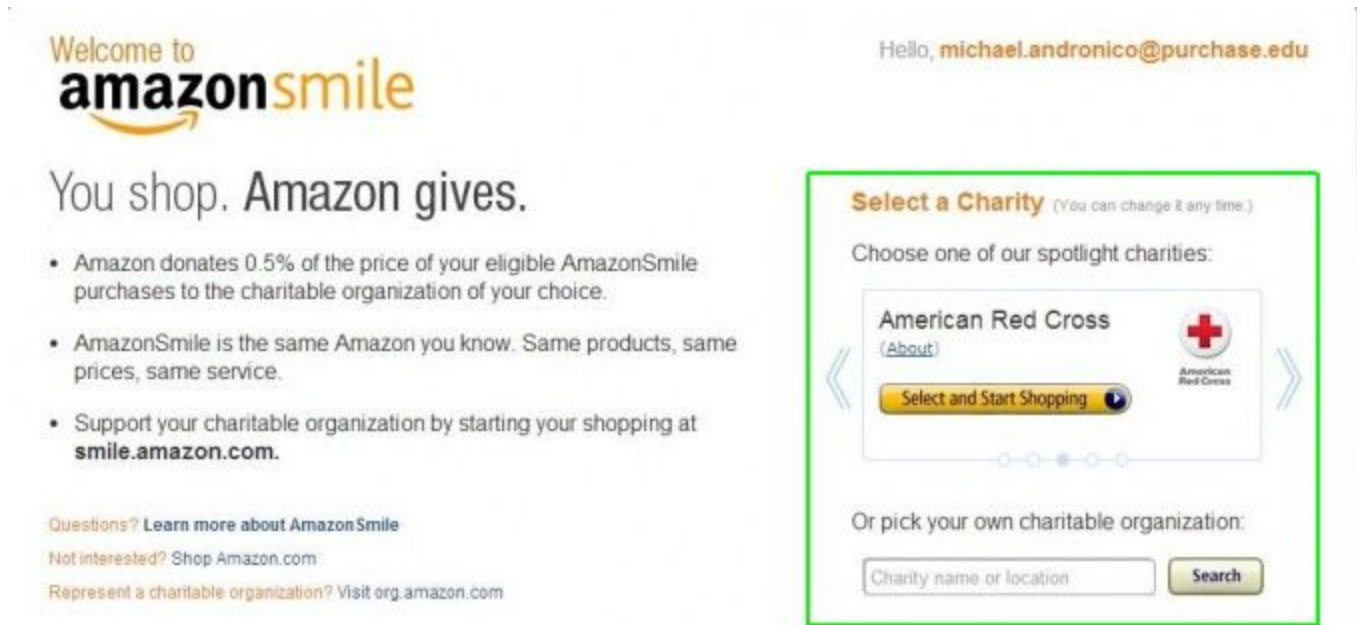 Welcome to
amazonsmile
Hello, michael.andronico@purchase.edu
You shop. Amazon gives.
• Amazon donates 0.5% of the price of your eligible AmazonSmile
purchases to the charitable organization of your choice.
• AmazonSmile is the same Amazon you know. Same products, same
prices, same service.
• Support your charitable organization by starting your shopping at
smile.amazon.com.
Questions? Learn more about AmazonSmile
Not interested? Shop Amazon.com
Represent a charitable organization? Visit org.amazon.com
Select a Charity (You can change it any time.)
Choose one of our spotlight charities:
American Red Cross
(About)
American
Red Cross
Select and Start Shopping
Or pick your own charitable organization:
Charity name or location
Search